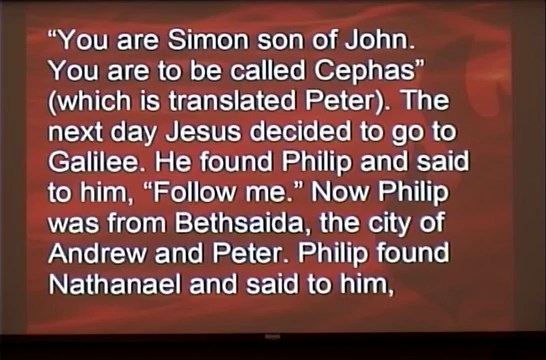 “You are Simon son of John.
You are to be called Cephas”
(which is translated Peter). The
next day Jesus decided to go to
Galilee. He found Philip and said
to him, “Follow me.” Now Philip
was from Bethsaida, the city of
Andrew and Peter. Philip found
Nathanael and said to him,